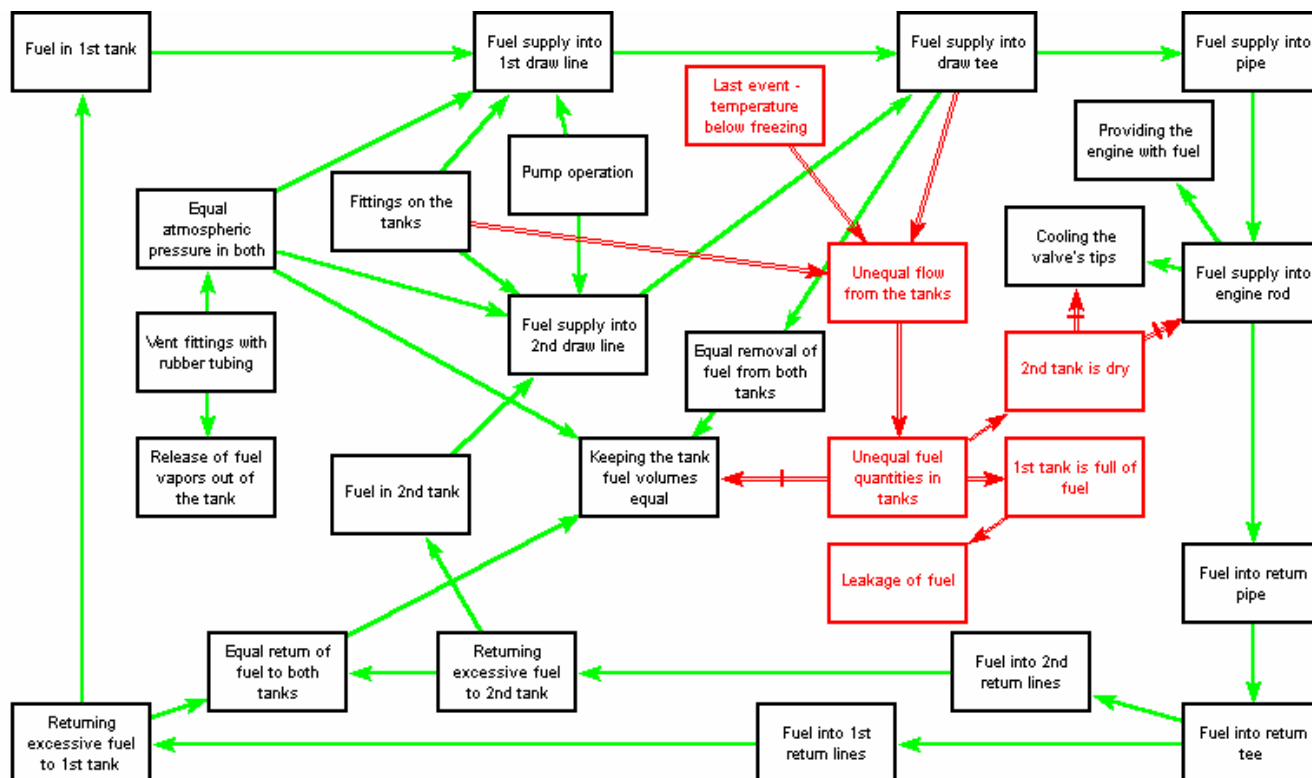 Fuel in 1st tank
Fuel supply into
1st draw line
Fuel supply into
draw tee
Fuel supply into
pipe
Last event -
temperature
below freezing
Providing the
engine with fuel
Pump operation
Fittings on the
tanks
Equal
atmospheric
pressure in both
Cooling the
valve's tips
Unequal flow
from the tanks
Fuel supply into
engine rod
Vent fittings with
rubber tubing
Fuel supply into
2nd draw line
Equal removal of
fuel from both
tanks
2nd tank is dry
Release of fuel
vapors out of
the tank
Fuel in 2nd tank
Keeping the tank
fuel volumes
equal
Unequal fuel
quantities in
tanks
1st tank is full of
fuel
Leakage of fuel
Fuel into return
pipe
Equal return of
fuel to both
tanks
Returning
excessive fuel
to 2nd tank
Fuel into 2nd
return lines
Returning
excessive fuel
to 1st tank
Fuel into 1st
return lines
Fuel into return
tee